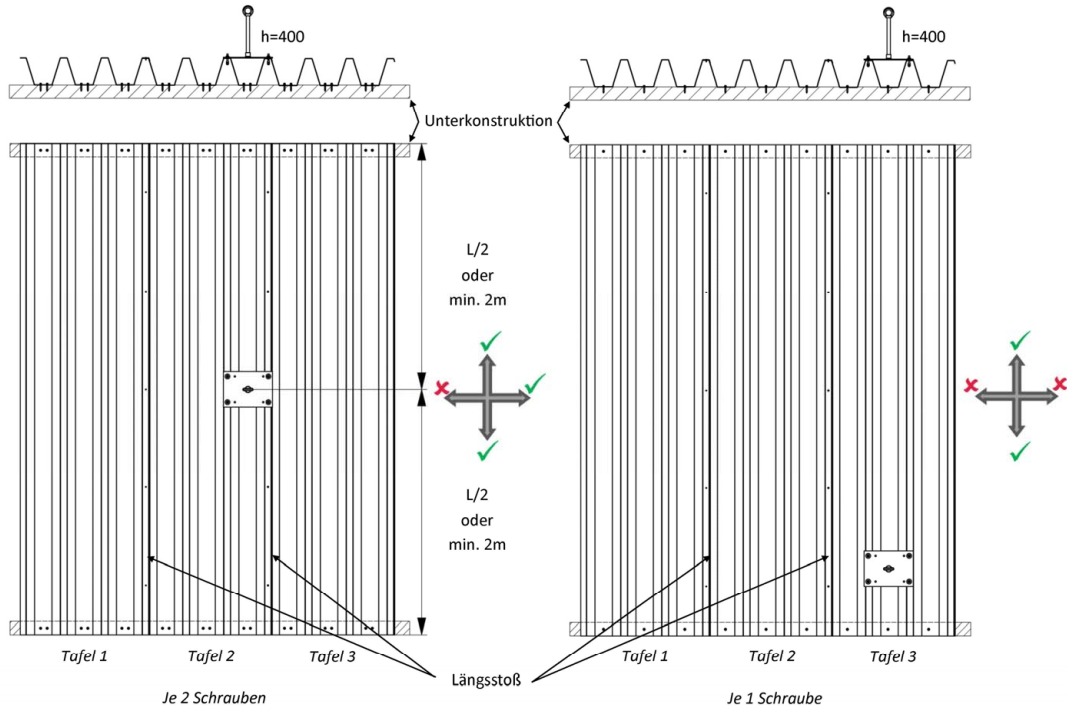 h=400
h=400
Unterkonstruktion
L/2
oder
min. 2m
L/2
oder
min. 2m
Tafel 1
Tafel 2
Tafel 3
Tafel 1
Tafel 2
Tafel 3
Längsstoß
Je 2 Schrauben
Je 1 Schraube